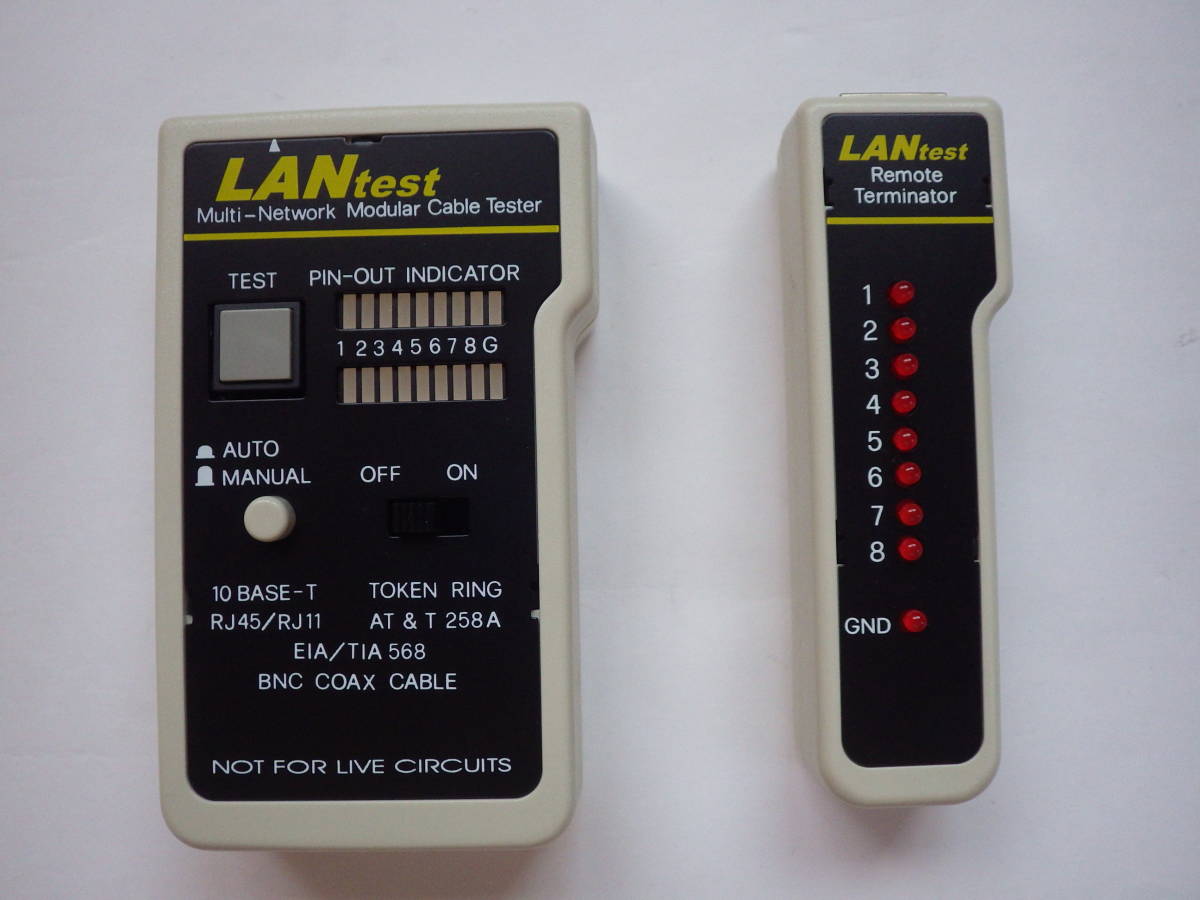 LANtest
Multi-Network Modular Cable Tester
TEST PIN-OUT INDICATOR
1 2 3 4 5 6 7 8 G
AUTO
MANUAL
OFF ON
10 BASE-T TOKEN RING
RJ45/RJ11 AT & T 258A
EIA/TIA 568
BNC COAX CABLE
NOT FOR LIVE CIRCUITS
LANtest
Remote
Terminator
1
2
3
4
5
6
7
8
GND